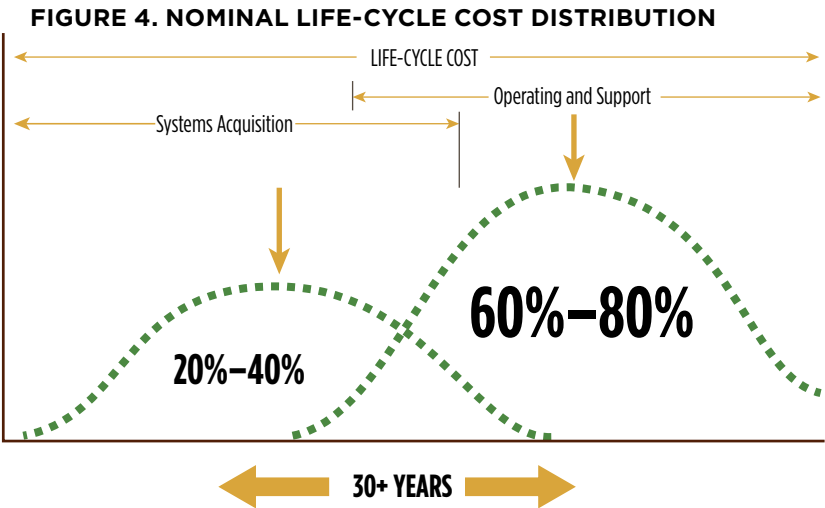 FIGURE 4. NOMINAL LIFE-CYCLE COST DISTRIBUTION
LIFE-CYCLE COST
Operating and Support
Systems Acquisition
60%–80%
20%–40%
30+ YEARS